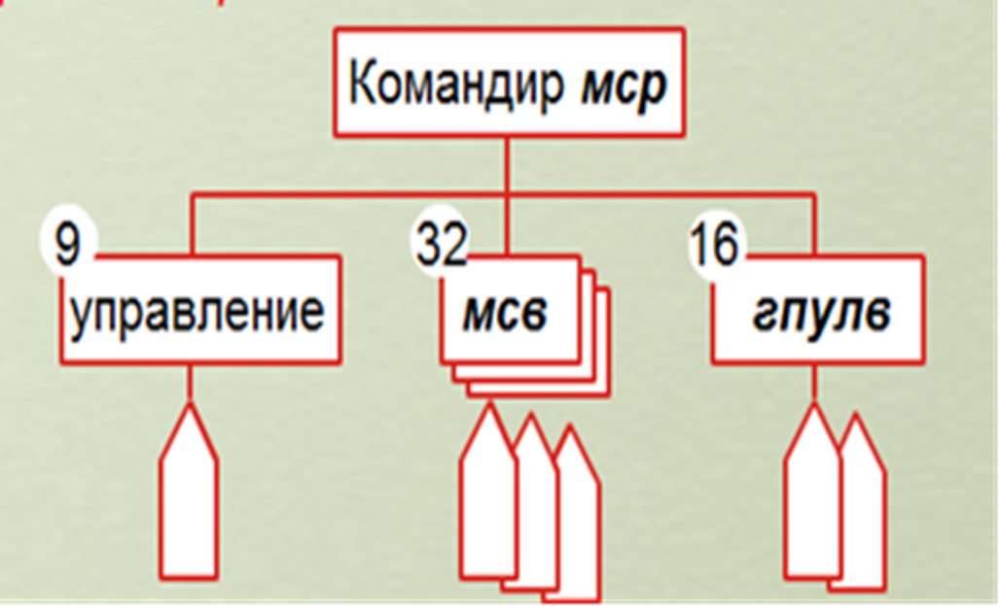 Командир мср
9
32
16
управление
мсв
гпулв